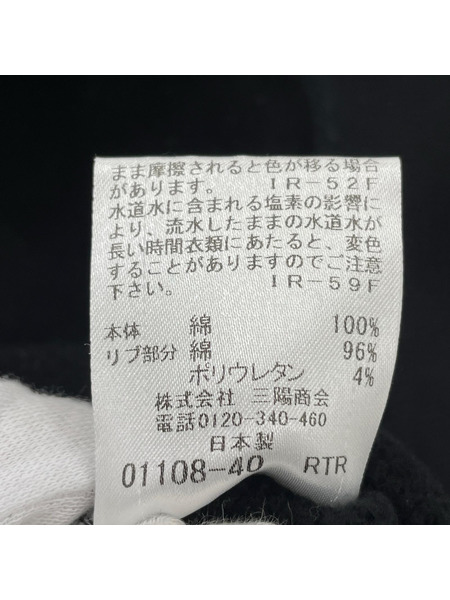 まま摩擦されると色が移る場合
があります。 IR-52F
水道水に含まれる塩素の影響に
より、流水したままの水道水が
長い時間衣類にあたると、変色
することがありますのでご注意
下さい。 IR-59F
本体 綿 100%
リブ部分 綿 96%
ポリウレタン 4%
株式会社 三陽商会
電話0120-340-460
日本製
01108-40 RTR